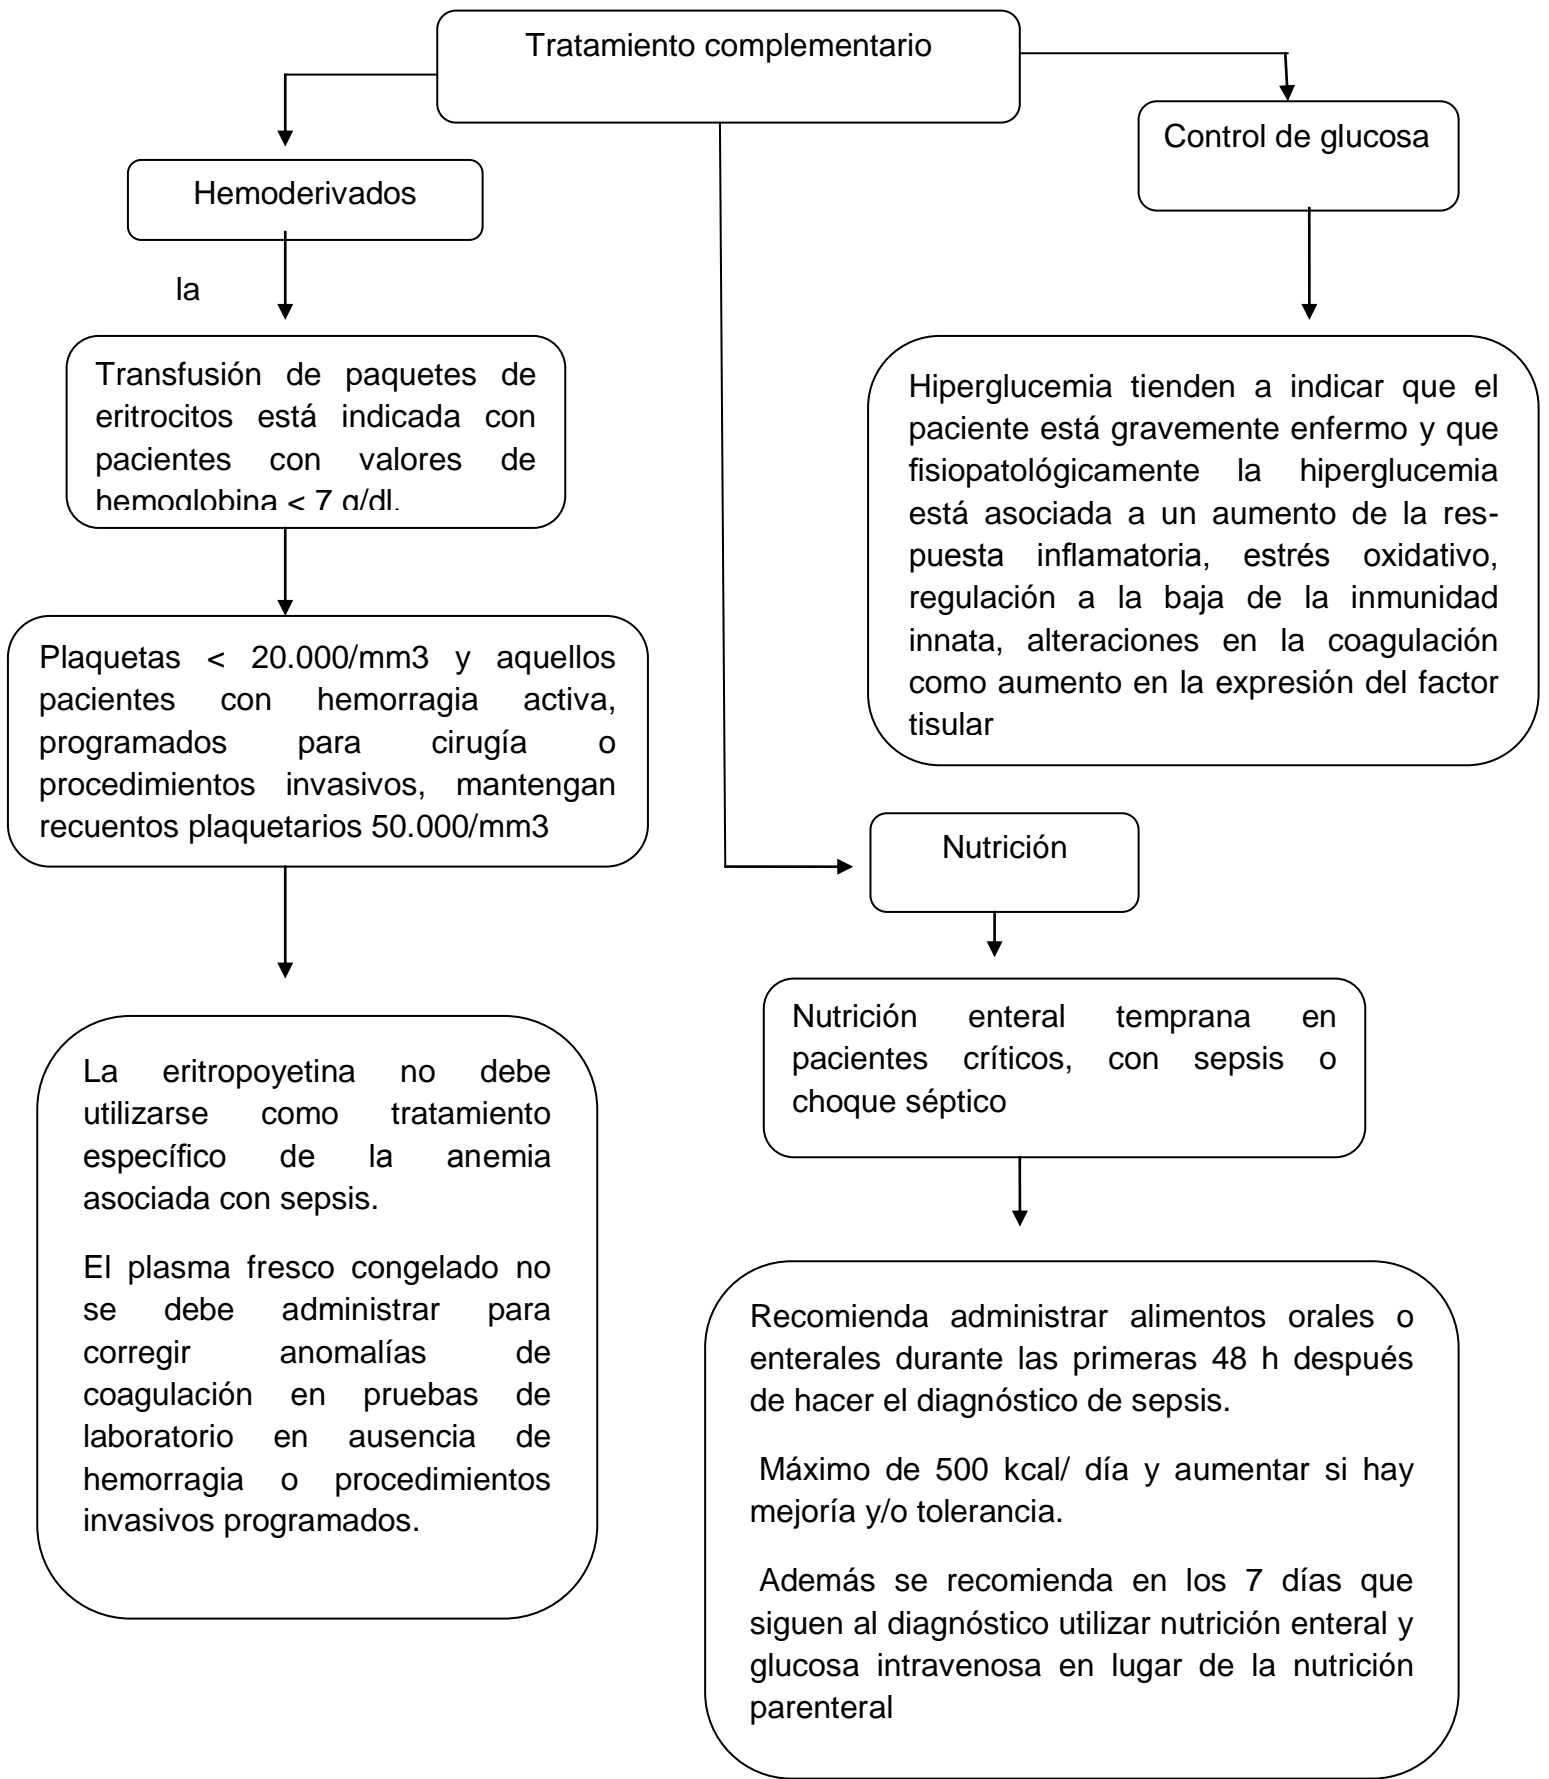 Tratamiento complementario
Hemoderivados
la
Transfusión de paquetes de
eritrocitos está indicada con
pacientes con valores de
hemoglobina < 7 g/dl.
Plaquetas < 20.000/mm3 y aquellos
pacientes con hemorragia activa,
programados para cirugía o
procedimientos invasivos, mantengan
recuentos plaquetarios 50.000/mm3
La eritropoyetina no debe
utilizarse como tratamiento
específico de la anemia
asociada con sepsis.
El plasma fresco congelado no
se debe administrar para
corregir anomalías de
coagulación en pruebas de
laboratorio en ausencia de
hemorragia o procedimientos
invasivos programados.
Control de glucosa
Hiperglucemia tienden a indicar que el
paciente está gravemente enfermo y que
fisiopatológicamente la hiperglucemia
está asociada a un aumento de la res-
puesta inflamatoria, estrés oxidativo,
regulación a la baja de la inmunidad
innata, alteraciones en la coagulación
como aumento en la expresión del factor
tisular
Nutrición
Nutrición enteral temprana en
pacientes críticos, con sepsis o
choque séptico
Recomienda administrar alimentos orales o
enterales durante las primeras 48 h después
de hacer el diagnóstico de sepsis.
Máximo de 500 kcal/ día y aumentar si hay
mejoría y/o tolerancia.
Además se recomienda en los 7 días que
siguen al diagnóstico utilizar nutrición enteral y
glucosa intravenosa en lugar de la nutrición
parenteral